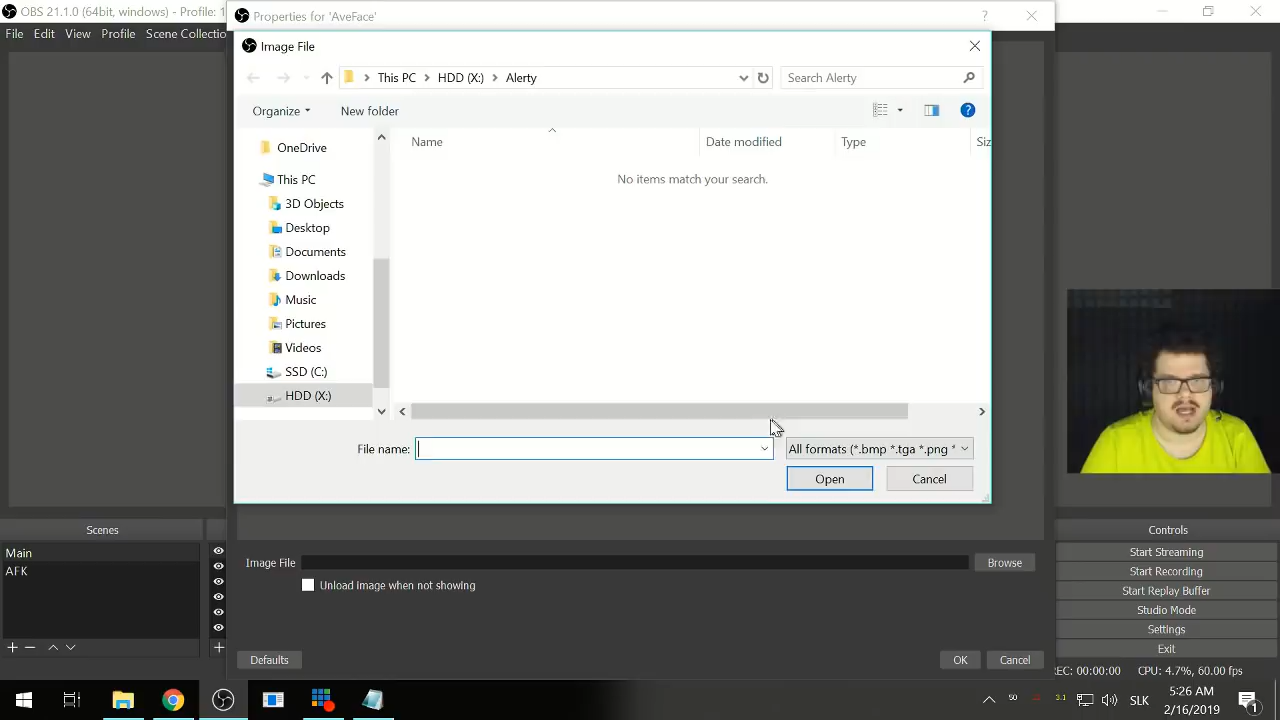 OBS 21.1.0 (64bit, windows) - Profile: 1
File Edit View Profile Scene Collectio
Properties for 'AveFace'
?
Image File
This PC > HDD (X:) > Alerty
Search Alerty
Organize
New folder
Name
Date modified
Type
Siz
OneDrive
This PC
3D Objects
Desktop
Documents
Downloads
Music
Pictures
Videos
SSD (C:)
HDD (X:)
No items match your search.
File name:
All formats (*.bmp *.tga *.png *
Open
Cancel
Image File
Browse
Unload image when not showing
Defaults
OK
Cancel
Scenes
Main
AFK
Controls
Start Streaming
Start Recording
Start Replay Buffer
Studio Mode
Settings
Exit
REC: 00:00:00 CPU: 4.7%, 60.00 fps
50
3.1
SLK
5:26 AM
2/16/2019
1